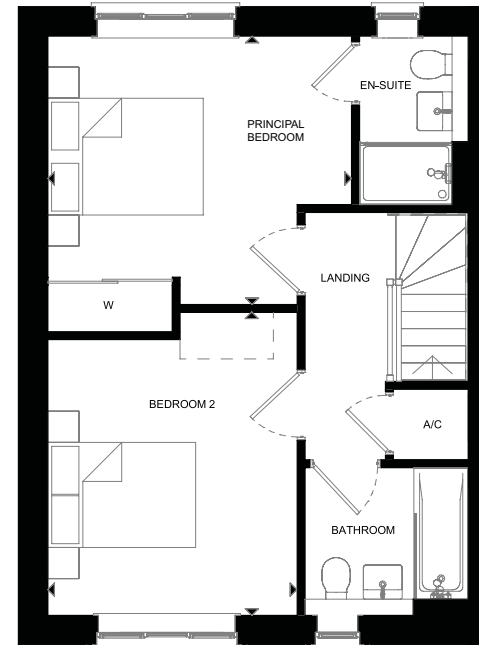 EN-SUITE
PRINCIPAL
BEDROOM
LANDING
W
BEDROOM 2
A/C
BATHROOM